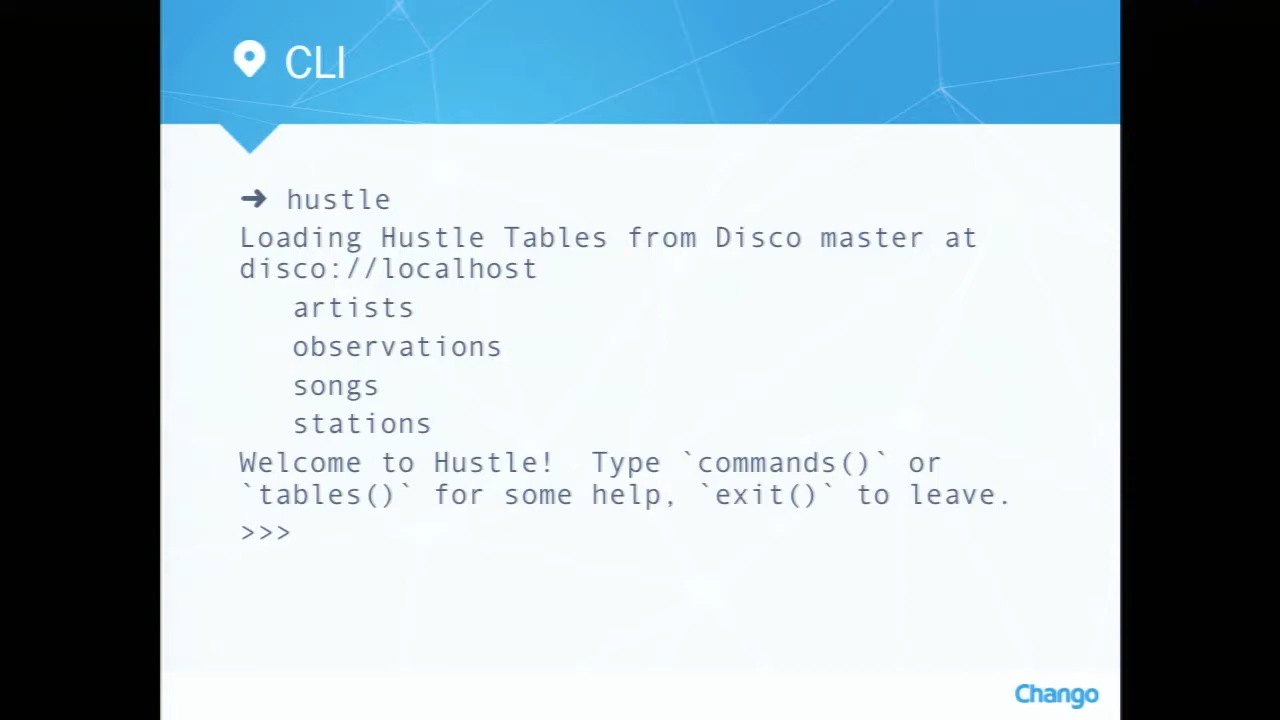 CLI
➜ hustle
Loading Hustle Tables from Disco master at
disco://localhost
artists
observations
songs
stations
Welcome to Hustle!  Type `commands()` or
`tables()` for some help, `exit()` to leave.
>>>
Chango